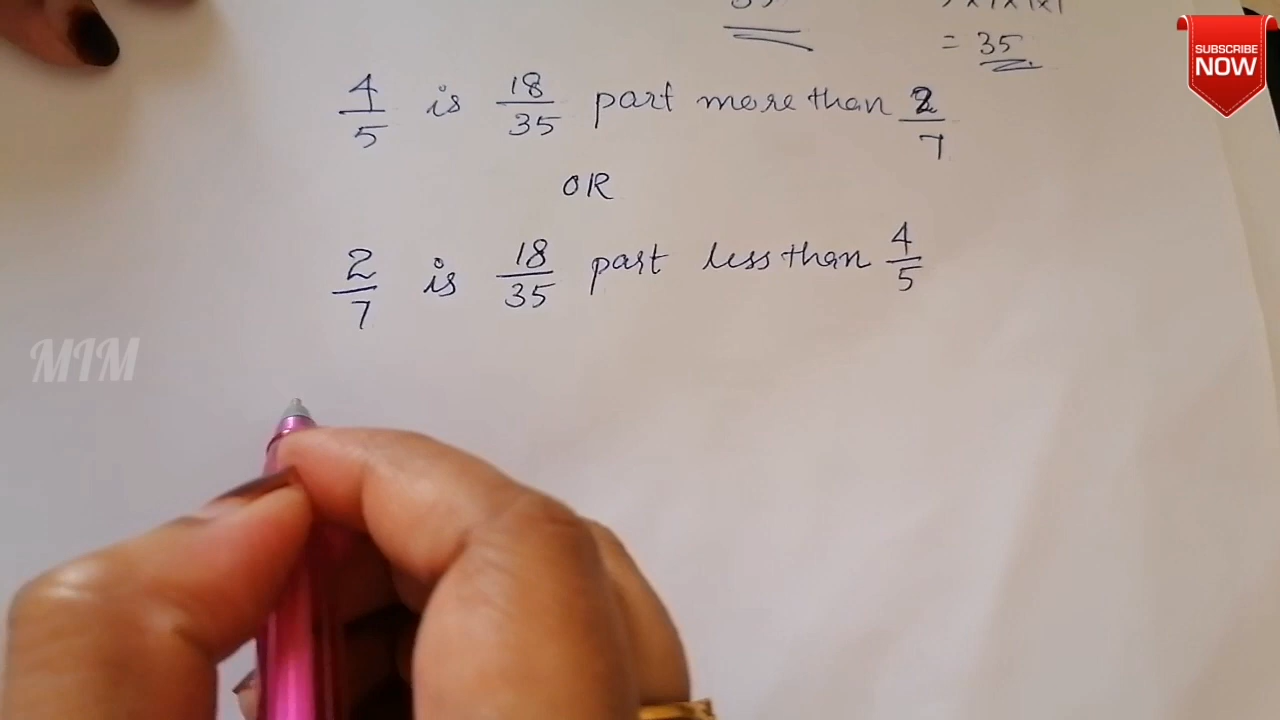 = 35
SUBSCRIBE
NOW
4/5 is 18/35 part more than 2/7
OR
2/7 is 18/35 part less than 4/5
MIM